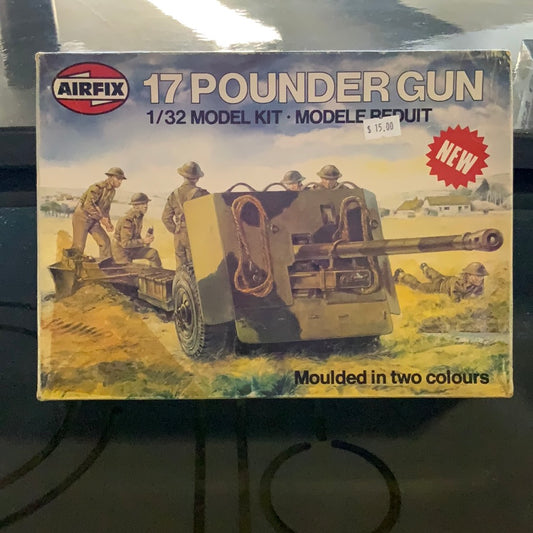 AIRFIX
17 POUNDER GUN
1/32 MODEL KIT · MODELE REDUIT
$ 15.00
NEW
Moulded in two colours